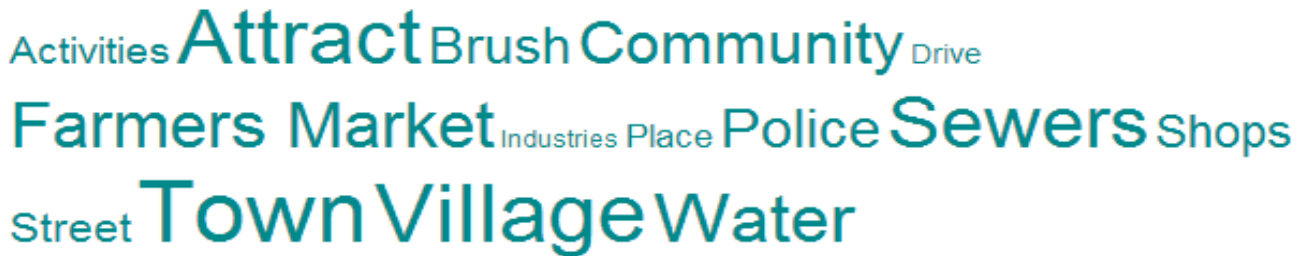 Activities Attract Brush Community Drive
Farmers Market Industries Place Police Sewers Shops
Street Town Village Water